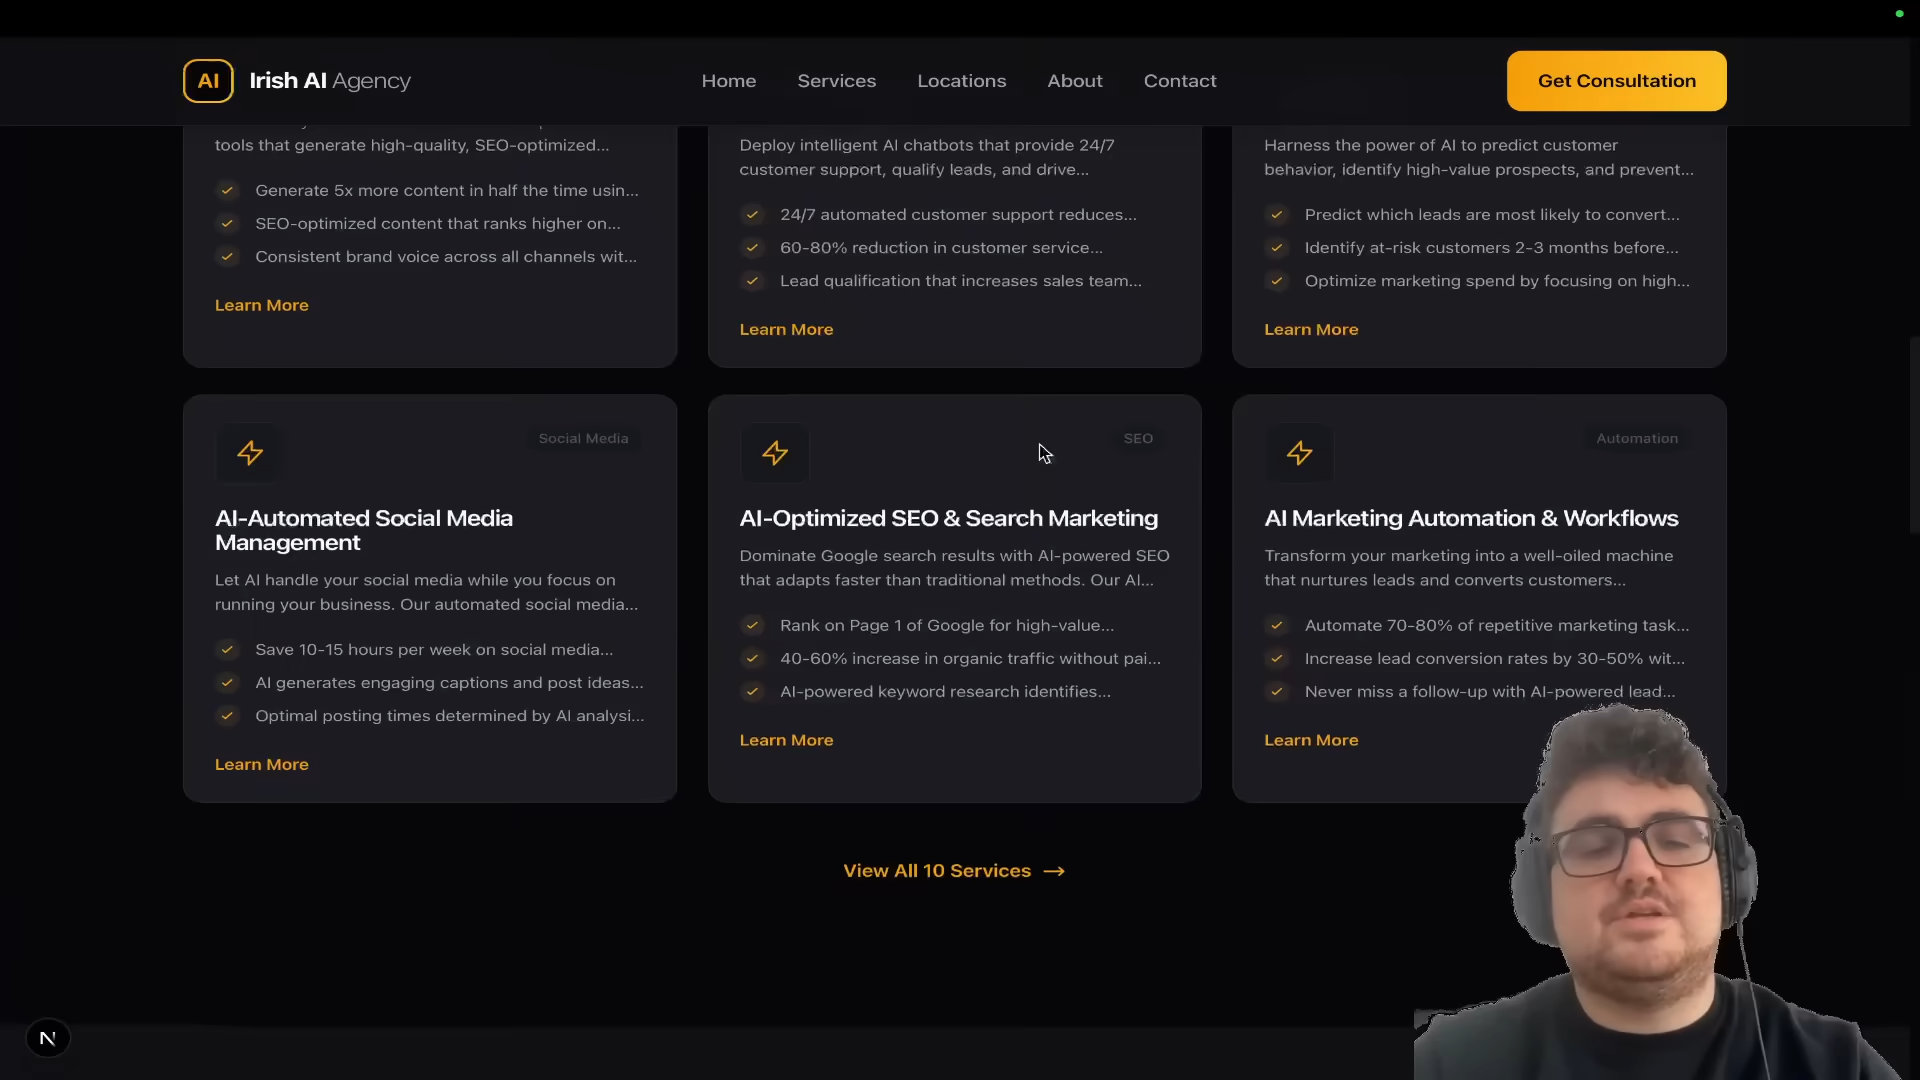 AI Irish AI Agency
Home Services Locations About Contact
Get Consultation
tools that generate high-quality, SEO-optimized...
Generate 5x more content in half the time usin...
SEO-optimized content that ranks higher on...
Consistent brand voice across all channels wit...
Learn More
Deploy intelligent AI chatbots that provide 24/7
customer support, qualify leads, and drive...
24/7 automated customer support reduces...
60-80% reduction in customer service...
Lead qualification that increases sales team...
Learn More
Harness the power of AI to predict customer
behavior, identify high-value prospects, and prevent...
Predict which leads are most likely to convert...
Identify at-risk customers 2-3 months before...
Optimize marketing spend by focusing on high...
Learn More
Social Media
AI-Automated Social Media
Management
Let AI handle your social media while you focus on
running your business. Our automated social media...
Save 10-15 hours per week on social media...
AI generates engaging captions and post ideas...
Optimal posting times determined by AI analysi...
Learn More
SEO
AI-Optimized SEO & Search Marketing
Dominate Google search results with AI-powered SEO
that adapts faster than traditional methods. Our AI...
Rank on Page 1 of Google for high-value...
40-60% increase in organic traffic without pai...
AI-powered keyword research identifies...
Learn More
Automation
AI Marketing Automation & Workflows
Transform your marketing into a well-oiled machine
that nurtures leads and converts customers...
Automate 70-80% of repetitive marketing task...
Increase lead conversion rates by 30-50% wit...
Never miss a follow-up with AI-powered lead...
Learn More
View All 10 Services →
N